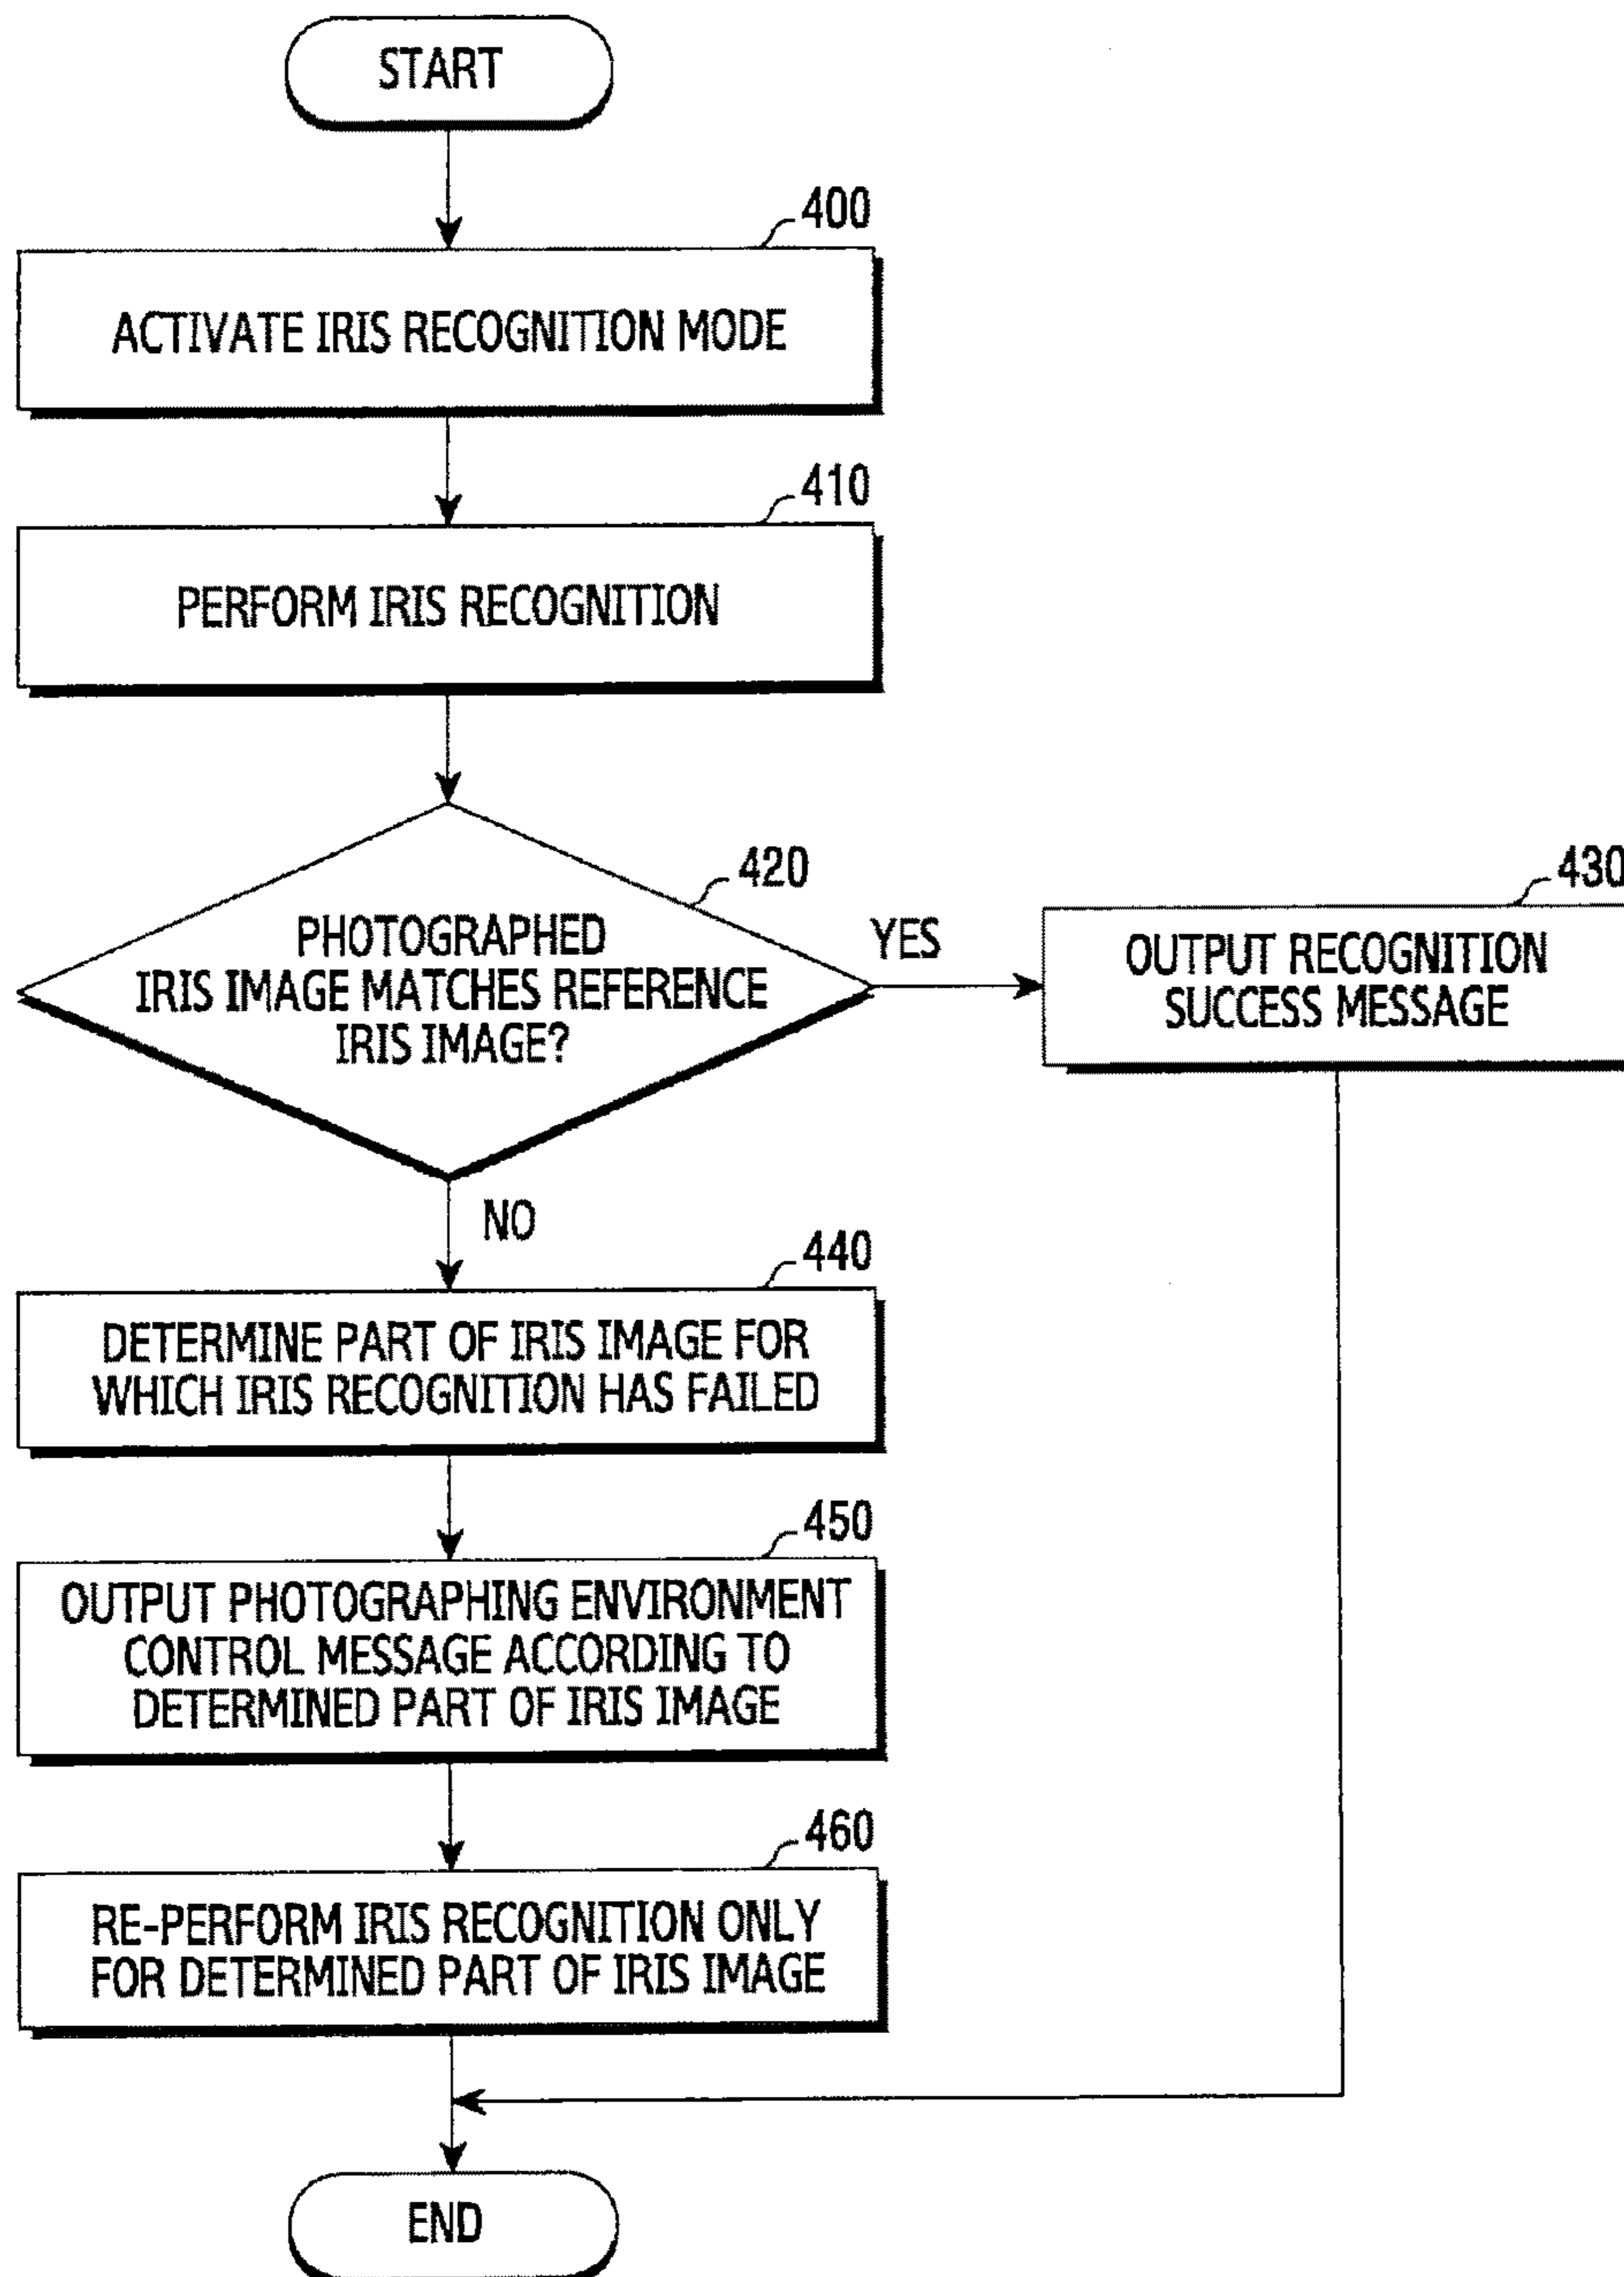 START
400
ACTIVATE IRIS RECOGNITION MODE
410
PERFORM IRIS RECOGNITION
420
PHOTOGRAPHED
IRIS IMAGE MATCHES REFERENCE
IRIS IMAGE?
YES
430
OUTPUT RECOGNITION
SUCCESS MESSAGE
NO
440
DETERMINE PART OF IRIS IMAGE FOR
WHICH IRIS RECOGNITION HAS FAILED
450
OUTPUT PHOTOGRAPHING ENVIRONMENT
CONTROL MESSAGE ACCORDING TO
DETERMINED PART OF IRIS IMAGE
460
RE-PERFORM IRIS RECOGNITION ONLY
FOR DETERMINED PART OF IRIS IMAGE
END